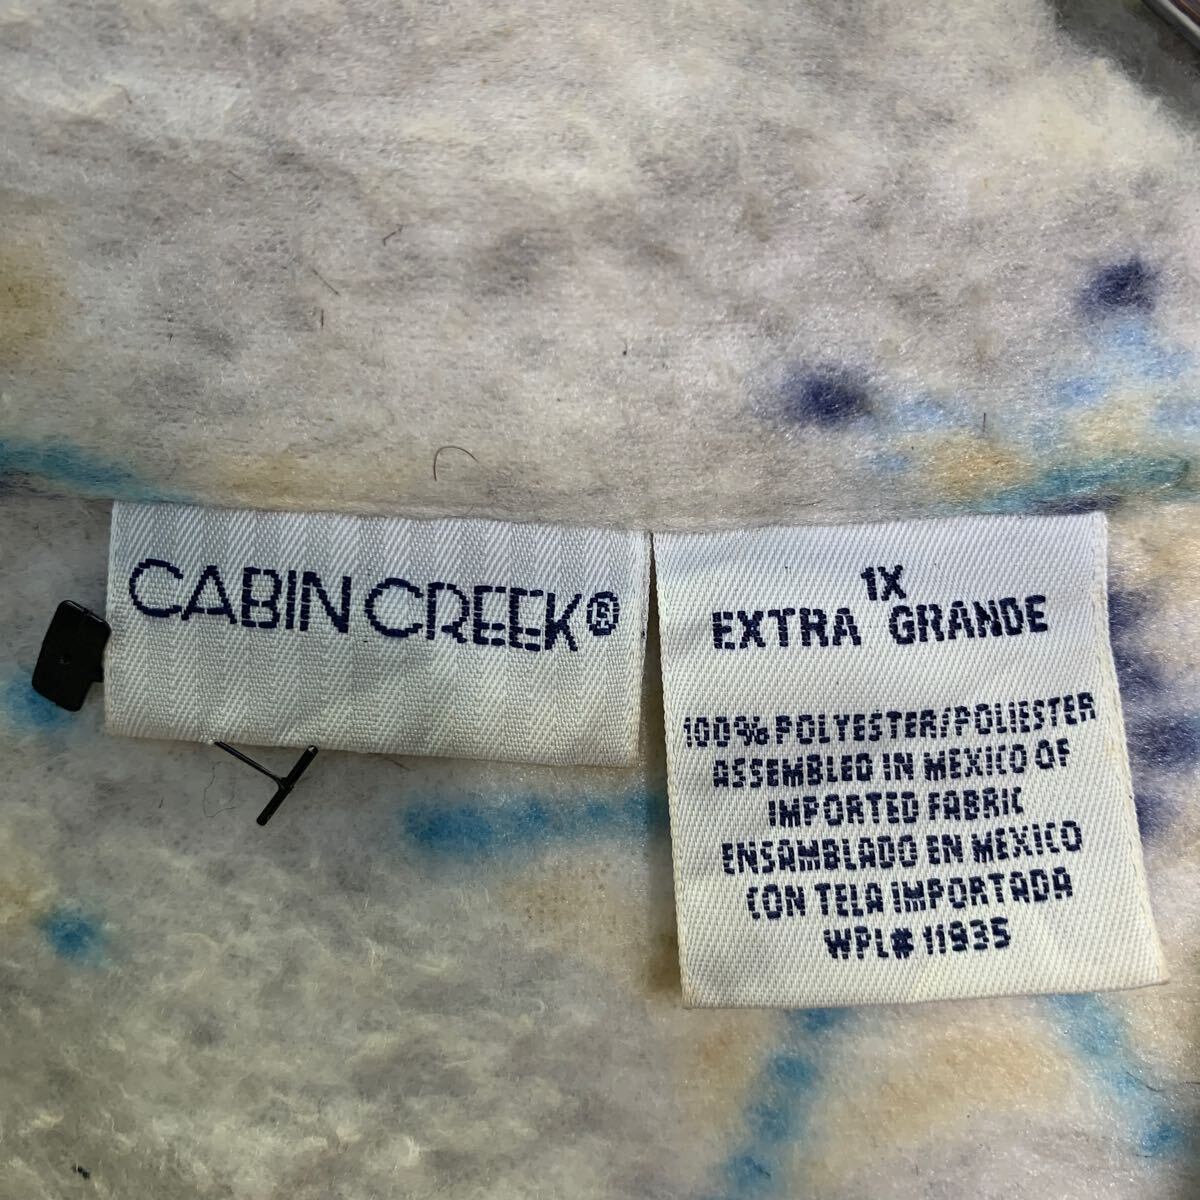 CABIN CREEK®
1X
EXTRA GRANDE
100% POLYESTER/POLIESTER
ASSEMBLED IN MEXICO OF
IMPORTED FABRIC
ENSAMBLADO EN MEXICO
CON TELA IMPORTADA
WPL# 11935